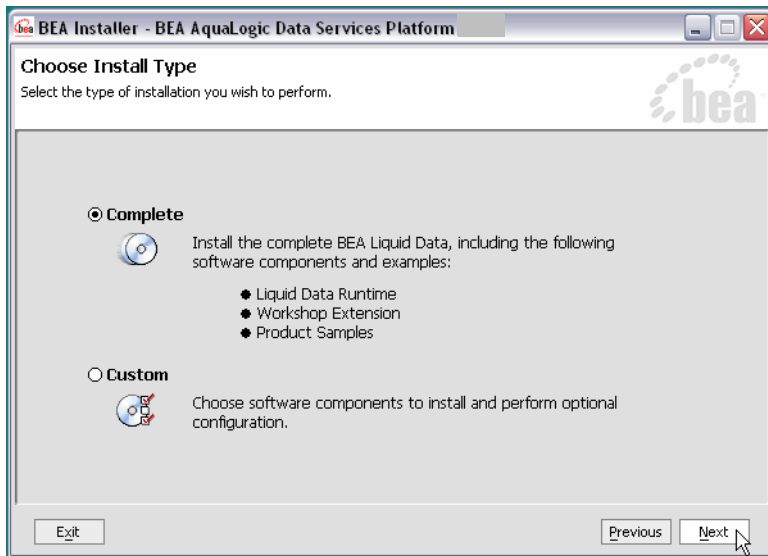 bea BEA Installer - BEA AquaLogic Data Services Platform
Choose Install Type
Select the type of installation you wish to perform.
bea
Complete
Install the complete BEA Liquid Data, including the following
software components and examples:
Liquid Data Runtime
Workshop Extension
Product Samples
Custom
Choose software components to install and perform optional
configuration.
Exit
Previous
Next